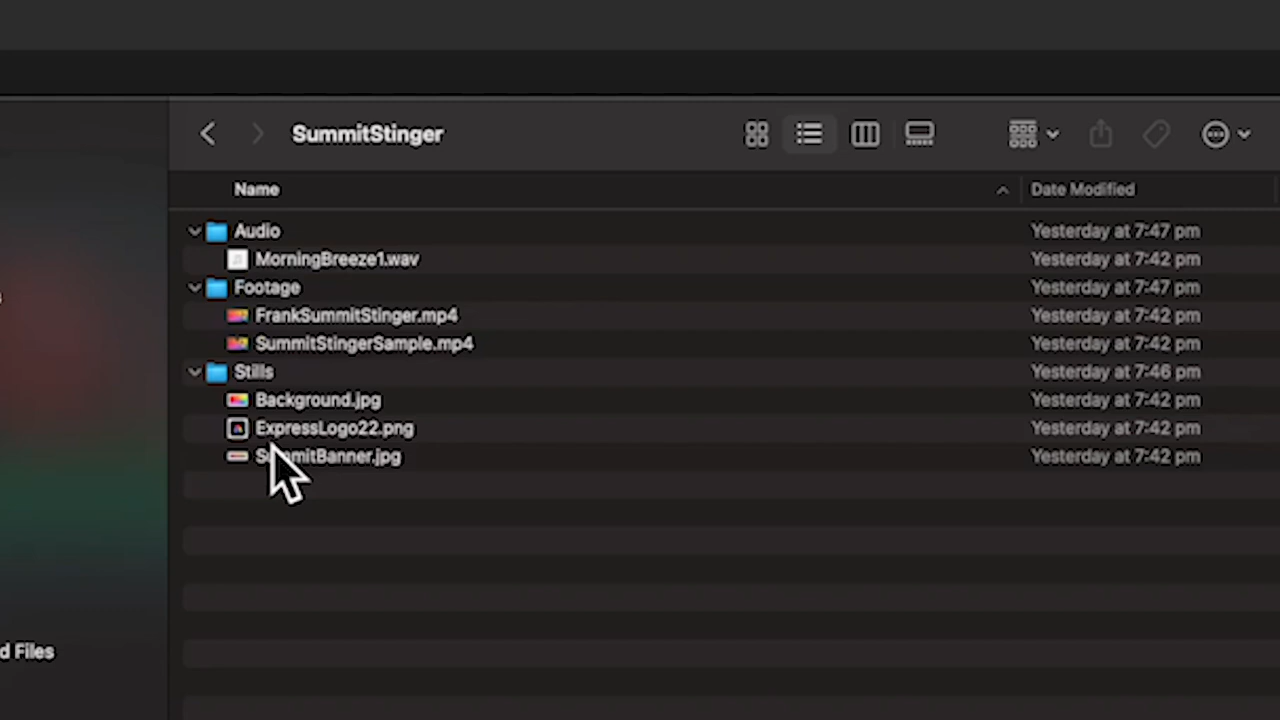 SummitStinger
Name Date Modified
Audio Yesterday at 7:47 pm
MorningBreeze1.wav Yesterday at 7:42 pm
Footage Yesterday at 7:47 pm
FrankSummitStinger.mp4 Yesterday at 7:42 pm
SummitStingerSample.mp4 Yesterday at 7:42 pm
Stills Yesterday at 7:46 pm
Background.jpg Yesterday at 7:42 pm
ExpressLogo22.png Yesterday at 7:42 pm
SummitBanner.jpg Yesterday at 7:42 pm
d Files